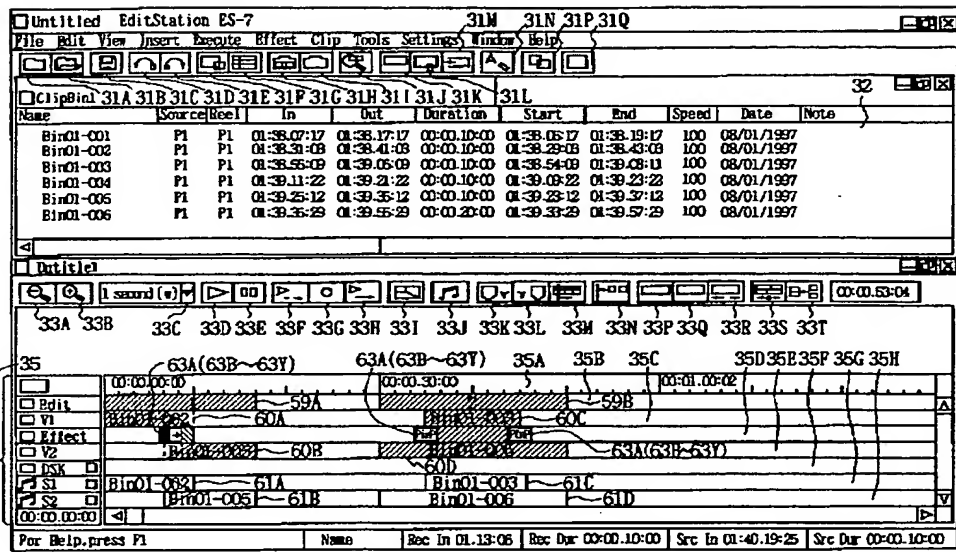 Untitled EditStation ES-7 31M 31N 31P 31Q
File Edit View Insert Execute Effect Clip Tools Settings Window Help
ClipBin1 31A 31B 31C 31D 31E 31F 31G 31H 31I 31J 31K 31L 32
Name Source Reel In Out Duration Start End Speed Date Note
Bin01-001 P1 P1 01:38.07:17 01:38.17:17 00:00.10:00 01:38.05:17 01:38.19:17 100 08/01/1997
Bin01-002 P1 P1 01:38.31:03 01:38.41:03 00:00.10:00 01:38.29:03 01:38.43:03 100 08/01/1997
Bin01-003 P1 P1 01:38.55:09 01:39.05:09 00:00.10:00 01:38.54:09 01:39.08:11 100 08/01/1997
Bin01-004 P1 P1 01:39.11:22 01:39.21:22 00:00.10:00 01:39.09:22 01:39.23:22 100 08/01/1997
Bin01-005 P1 P1 01:39.25:12 01:39.35:12 00:00.10:00 01:39.23:12 01:39.37:12 100 08/01/1997
Bin01-006 P1 P1 01:39.35:29 01:39.55:29 00:00.20:00 01:39.33:29 01:39.57:29 100 08/01/1997
Untitle1
1 second (w) 00:00.53:04
33A 33B 33C 33D 33E 33F 33G 33H 33I 33J 33K 33L 33M 33N 33P 33Q 33R 33S 33T
35 63A(63B~63Y) 63A(63B~63Y) 35A 35B 35C 35D 35E 35F 35G 35H
00:00.00:00 00:00.30:00 00:01.00:02
Edit 59A 59B
V1 Bin01-002 60A 60C
Effect 63A(63B~63Y)
V2 60B 60D
DSK
S1 Bin01-002 61A Bin01-003 61C
S2 Bin01-005 61B Bin01-006 61D
00:00.00:00
For Help,press F1 Name Rec In 01.13:06 Rec Dur 00:00.10:00 Src In 01:40.19:25 Src Dur 00:00.10:00